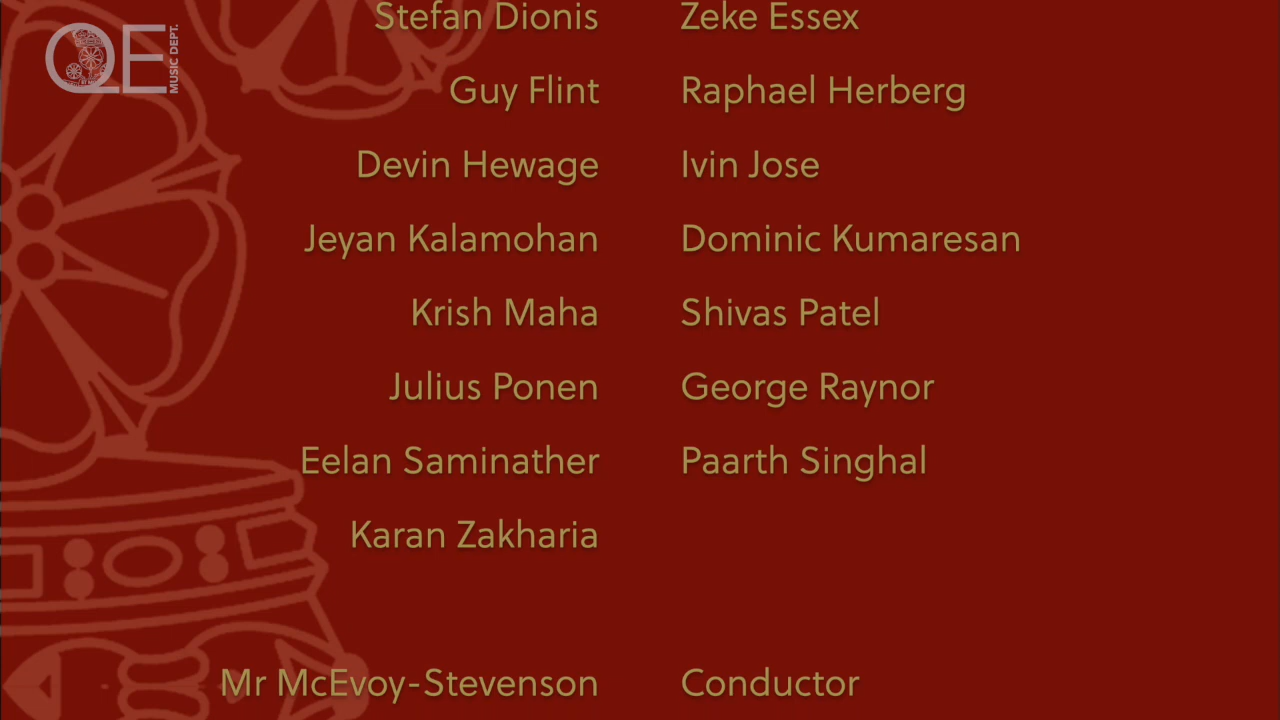 QE MUSIC DEPT.
Stefan Dionis Zeke Essex
Guy Flint Raphael Herberg
Devin Hewage Ivin Jose
Jeyan Kalamohan Dominic Kumaresan
Krish Maha Shivas Patel
Julius Ponen George Raynor
Eelan Saminather Paarth Singhal
Karan Zakharia
Mr McEvoy-Stevenson Conductor